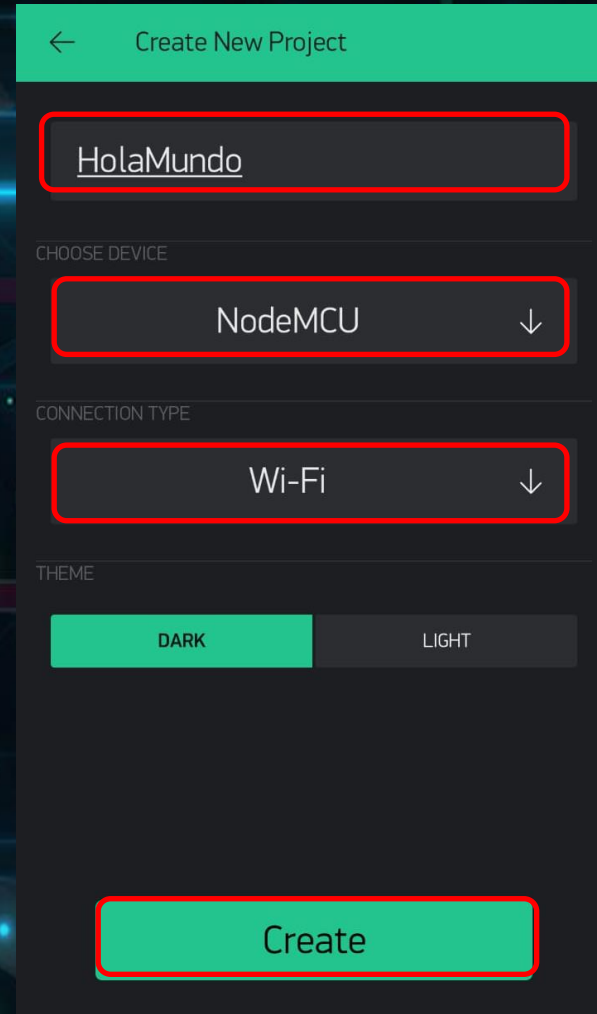 Create New Project
HolaMundo
CHOOSE DEVICE
NodeMCU
CONNECTION TYPE
Wi-Fi
THEME
DARK
LIGHT
Create